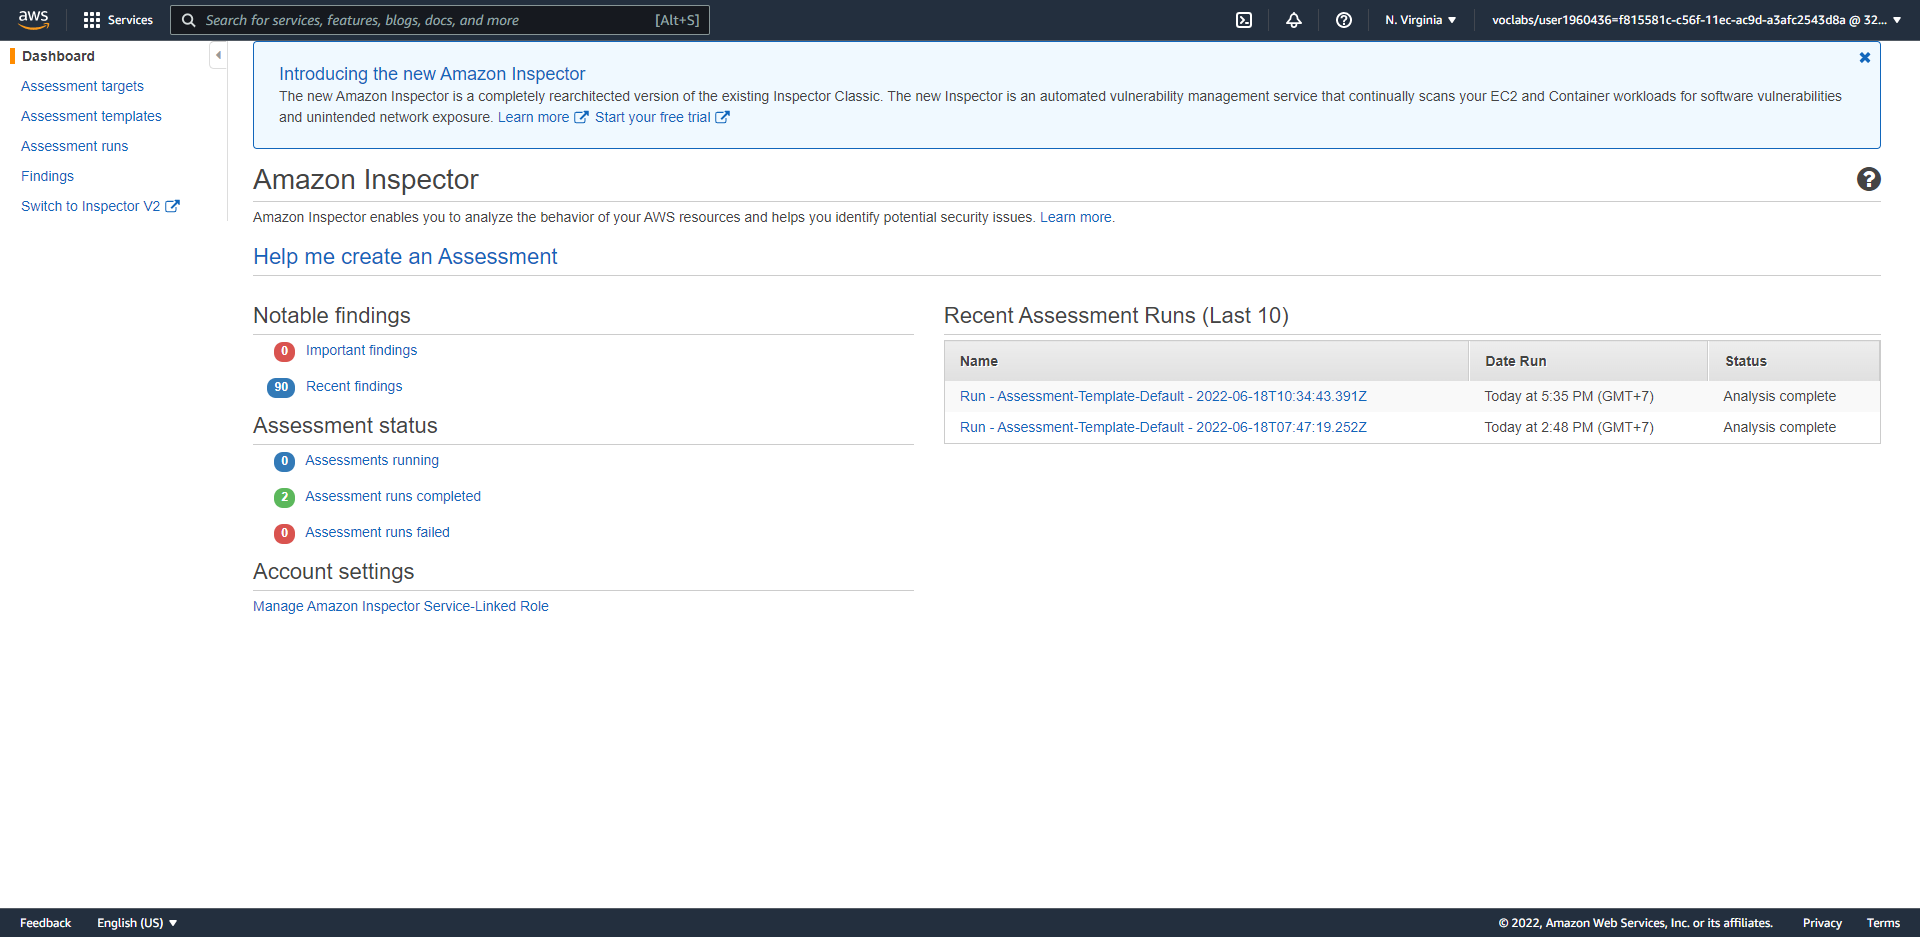 aws
Services
Search for services, features, blogs, docs, and more [Alt+S]
N. Virginia
voclabs/user1960436=f815581c-c56f-11ec-ac9d-a3afc2543d8a @ 32...
Dashboard
Assessment targets
Assessment templates
Assessment runs
Findings
Switch to Inspector V2
Introducing the new Amazon Inspector
The new Amazon Inspector is a completely rearchitected version of the existing Inspector Classic. The new Inspector is an automated vulnerability management service that continually scans your EC2 and Container workloads for software vulnerabilities
and unintended network exposure. Learn more Start your free trial
Amazon Inspector
Amazon Inspector enables you to analyze the behavior of your AWS resources and helps you identify potential security issues. Learn more.
Help me create an Assessment
Notable findings
0 Important findings
90 Recent findings
Assessment status
0 Assessments running
2 Assessment runs completed
0 Assessment runs failed
Account settings
Manage Amazon Inspector Service-Linked Role
Recent Assessment Runs (Last 10)
Name Date Run Status
Run - Assessment-Template-Default - 2022-06-18T10:34:43.391Z Today at 5:35 PM (GMT+7) Analysis complete
Run - Assessment-Template-Default - 2022-06-18T07:47:19.252Z Today at 2:48 PM (GMT+7) Analysis complete
Feedback English (US)
© 2022, Amazon Web Services, Inc. or its affiliates. Privacy Terms